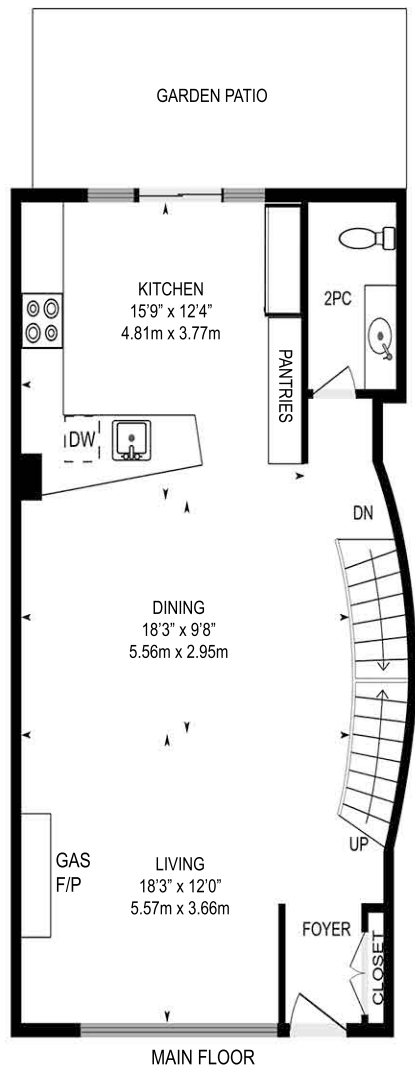 GARDEN PATIO
KITCHEN
15'9" x 12'4"
4.81m x 3.77m
2PC
PANTRIES
DW
DN
DINING
18'3" x 9'8"
5.56m x 2.95m
UP
GAS
F/P
LIVING
18'3" x 12'0"
5.57m x 3.66m
FOYER
CLOSET
MAIN FLOOR